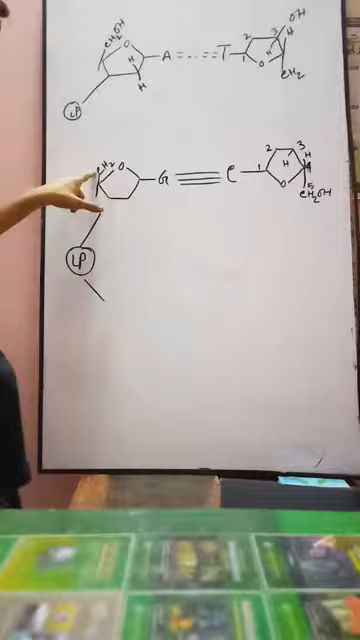 CH2OH O H H A T 1 2 3 H O OH H CH2
P
CH2 O G C 1 2 3 H H O 5 CH2OH
P